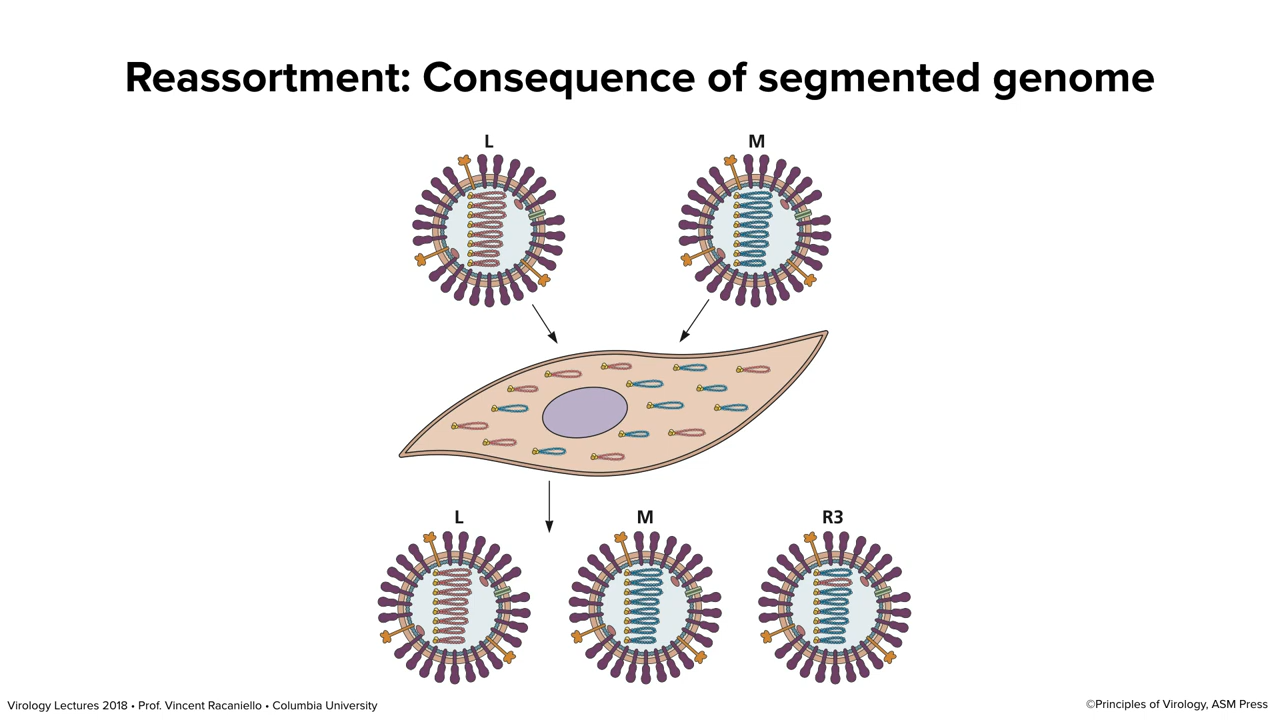 Reassortment: Consequence of segmented genome
L
M
L
M
R3
Virology Lectures 2018 • Prof. Vincent Racaniello • Columbia University
©Principles of Virology, ASM Press